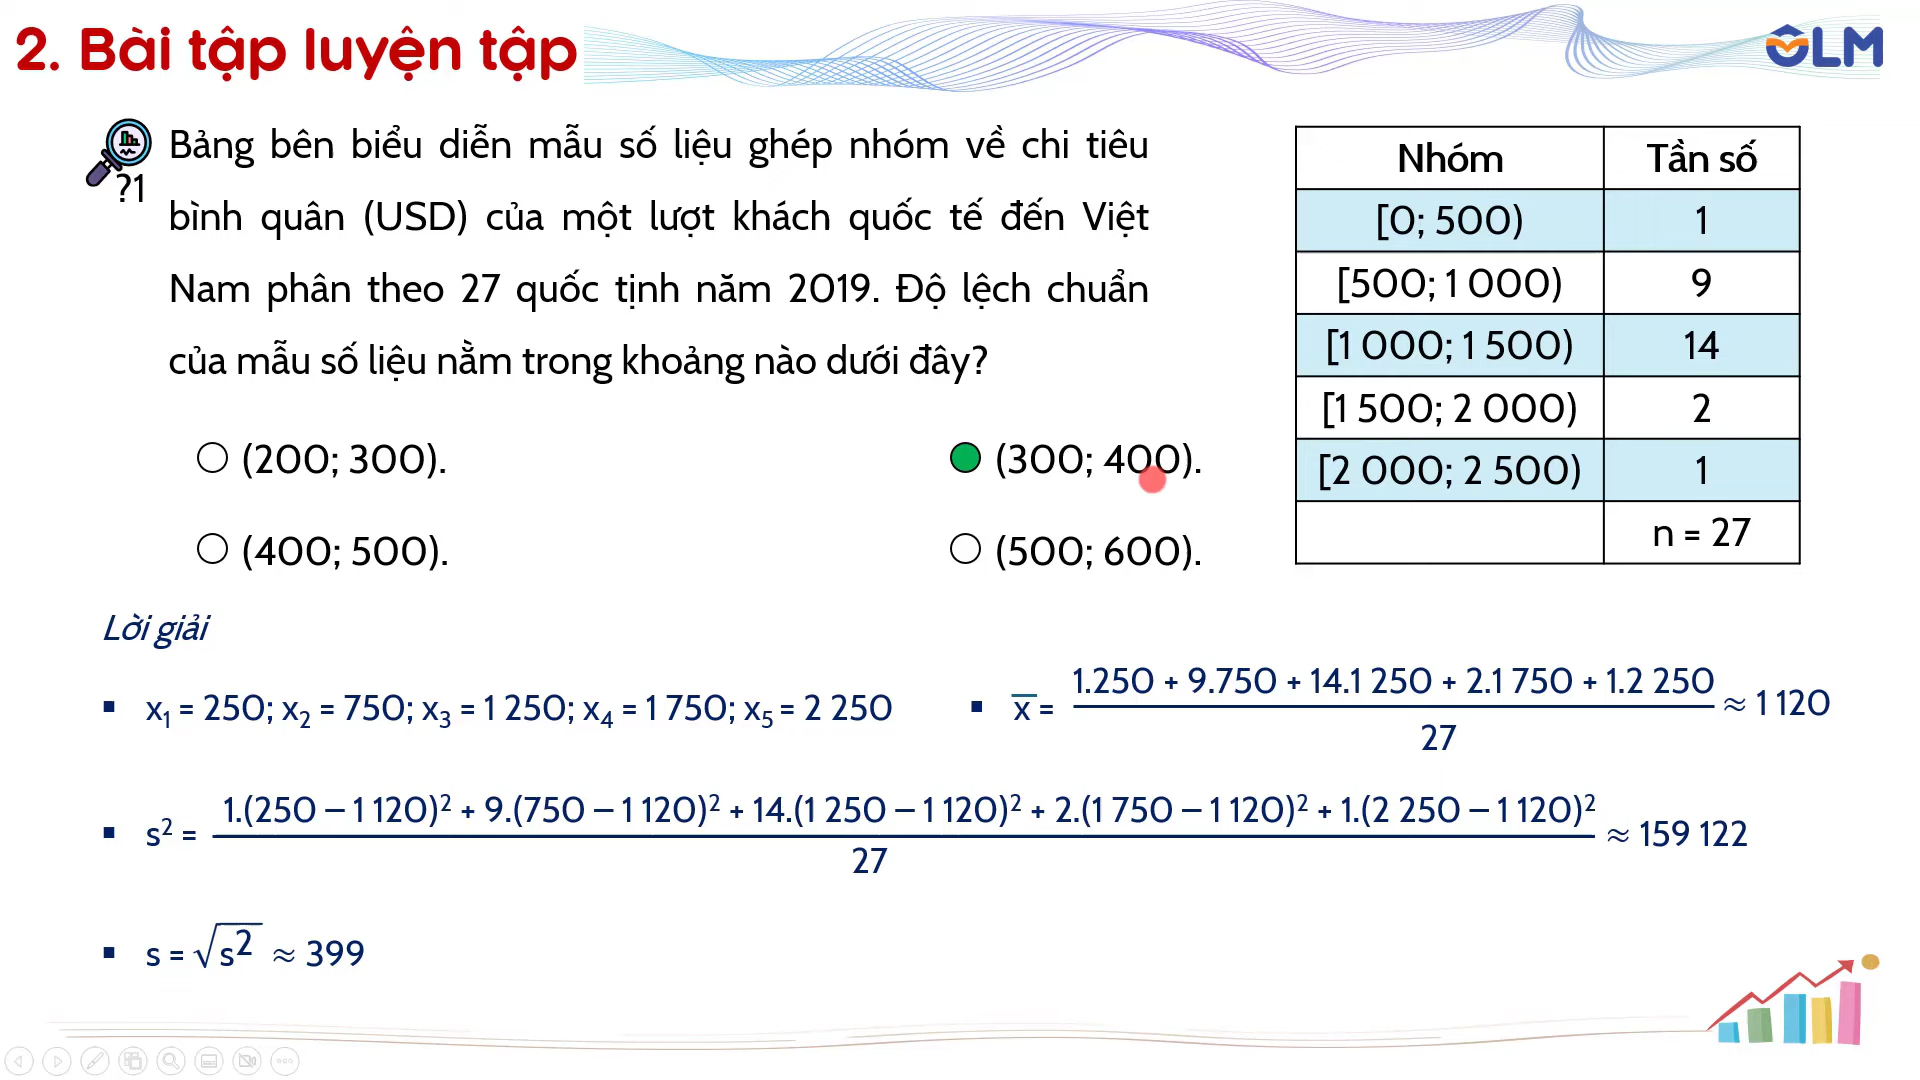 2. Bài tập luyện tập
OLM
?1
Bảng bên biểu diễn mẫu số liệu ghép nhóm về chi tiêu
bình quân (USD) của một lượt khách quốc tế đến Việt
Nam phân theo 27 quốc tịnh năm 2019. Độ lệch chuẩn
của mẫu số liệu nằm trong khoảng nào dưới đây?
(200; 300).
(300; 400).
(400; 500).
(500; 600).
Nhóm Tần số
[0; 500) 1
[500; 1 000) 9
[1 000; 1 500) 14
[1 500; 2 000) 2
[2 000; 2 500) 1
n = 27
Lời giải
▪ x₁ = 250; x₂ = 750; x₃ = 1 250; x₄ = 1 750; x₅ = 2 250
▪ x̅ = (1.250 + 9.750 + 14.1 250 + 2.1 750 + 1.2 250)/27 ≈ 1 120
▪ s² = (1.(250 – 1 120)² + 9.(750 – 1 120)² + 14.(1 250 – 1 120)² + 2.(1 750 – 1 120)² + 1.(2 250 – 1 120)²)/27 ≈ 159 122
▪ s = √s² ≈ 399